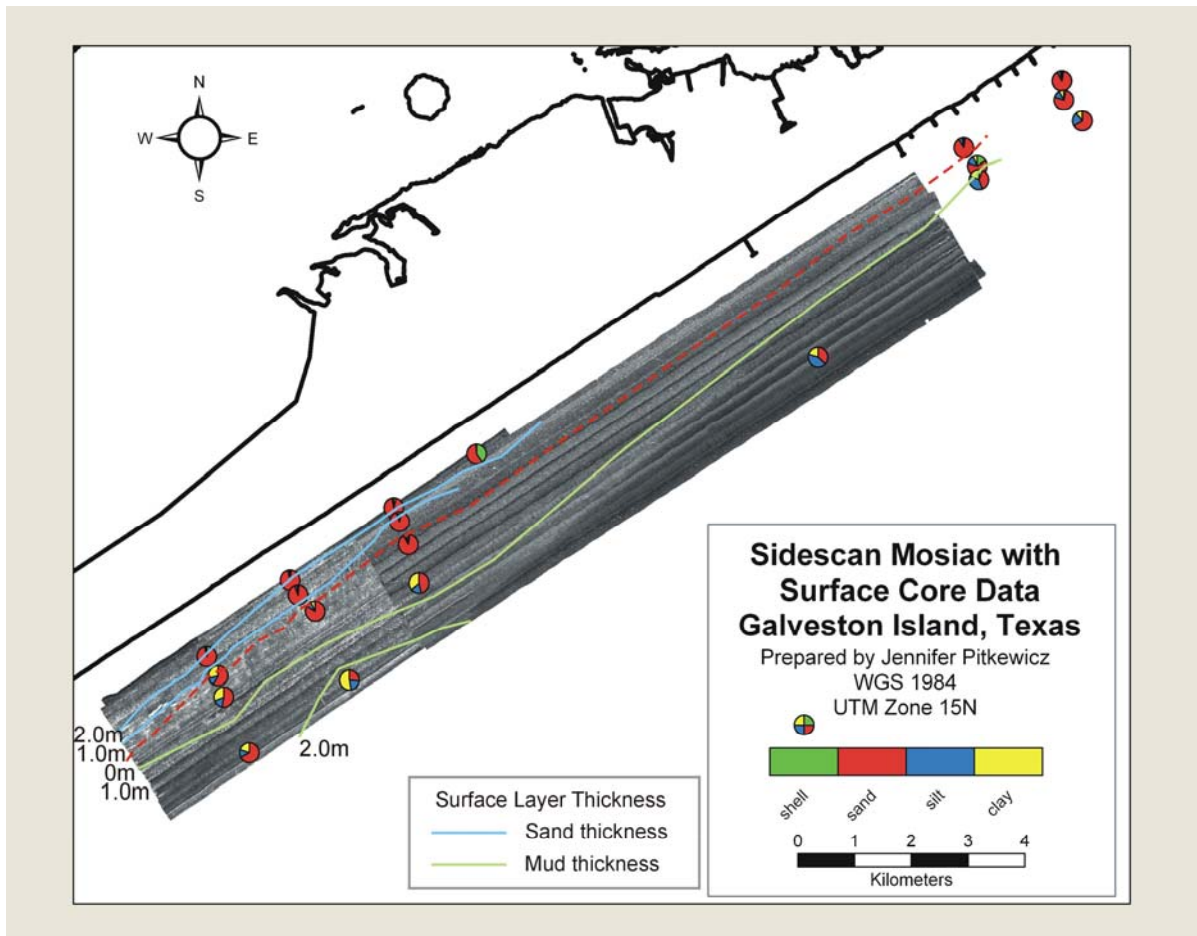 N
W E
S
2.0m
1.0m
0m
1.0m
2.0m
Surface Layer Thickness
Sand thickness
Mud thickness
Sidescan Mosiac with
Surface Core Data
Galveston Island, Texas
Prepared by Jennifer Pitkewicz
WGS 1984
UTM Zone 15N
shell sand silt clay
0 1 2 3 4
Kilometers